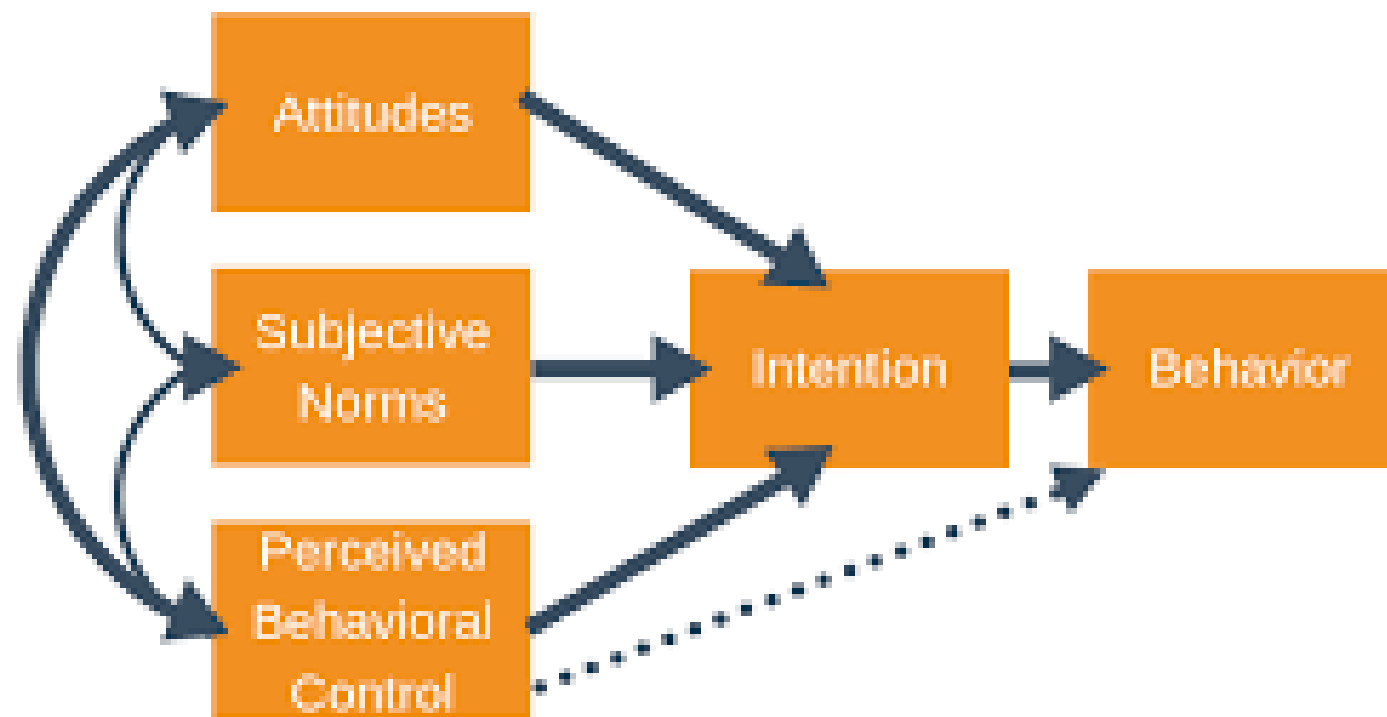 Attitudes
Subjective
Norms
Perceived
Behavioral
Control
Intention
Behavior